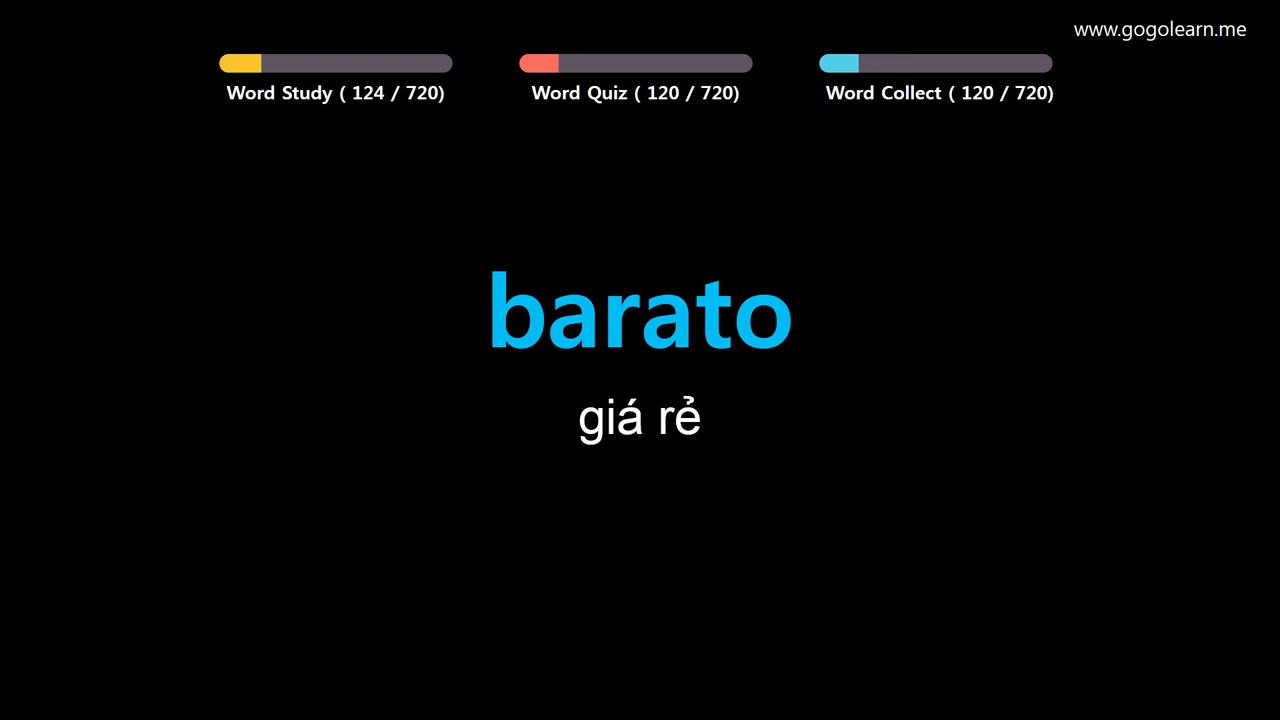 www.gogolearn.me
Word Study ( 124 / 720)
Word Quiz ( 120 / 720)
Word Collect ( 120 / 720)
barato
giá rẻ